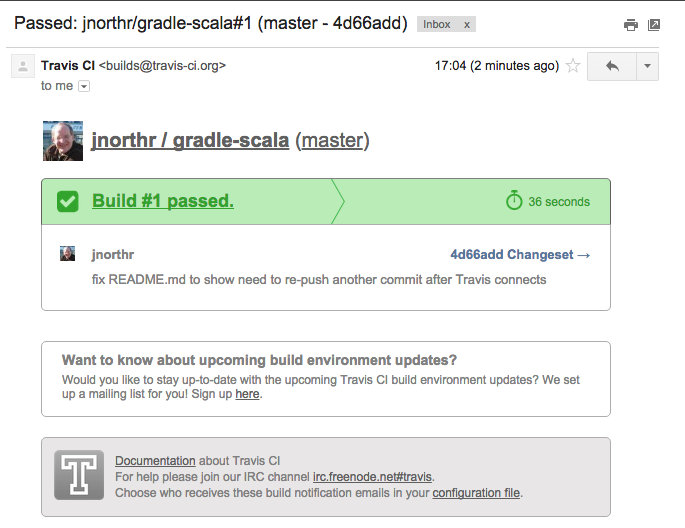 Passed: jnorthr/gradle-scala#1 (master - 4d66add) Inbox x
Travis CI <builds@travis-ci.org> 17:04 (2 minutes ago)
to me
jnorthr / gradle-scala (master)
Build #1 passed. 36 seconds
jnorthr 4d66add Changeset →
fix README.md to show need to re-push another commit after Travis connects
Want to know about upcoming build environment updates?
Would you like to stay up-to-date with the upcoming Travis CI build environment updates? We set
up a mailing list for you! Sign up here.
T
Documentation about Travis CI
For help please join our IRC channel irc.freenode.net#travis.
Choose who receives these build notification emails in your configuration file.